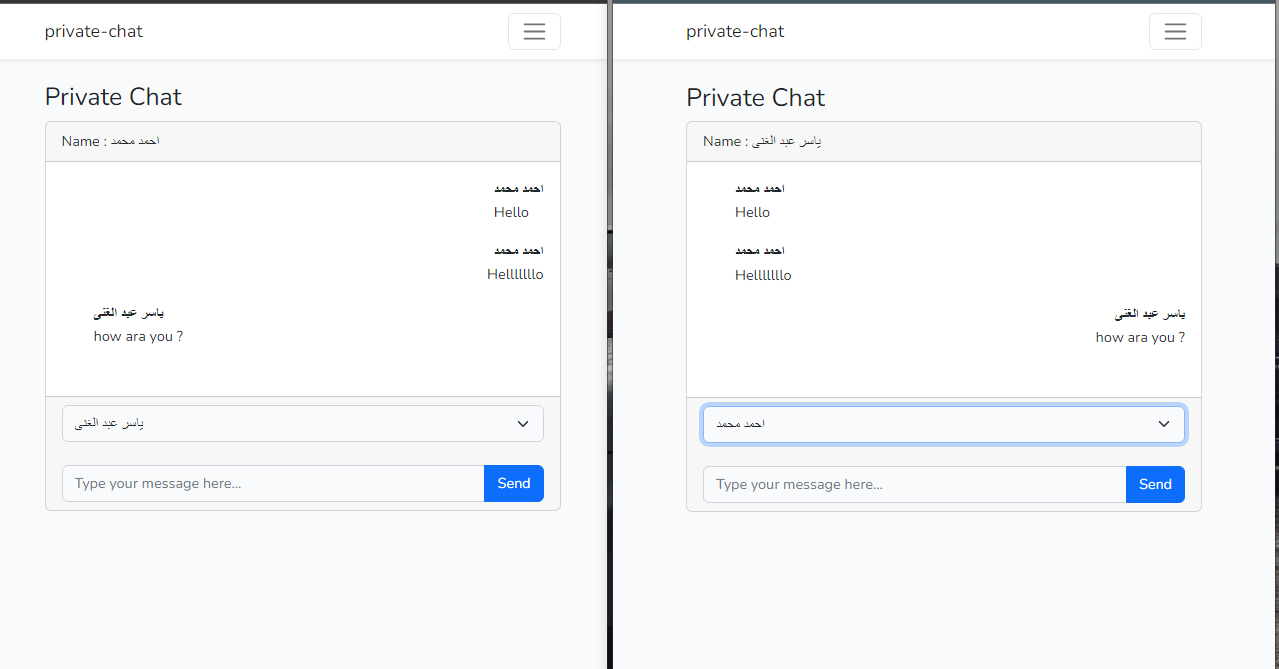 private-chat
Private Chat
Name : احمد محمد
احمد محمد
Hello
احمد محمد
Helllllllo
ياسر عبد الغنى
how ara you ?
ياسر عبد الغنى
Type your message here...
Send
private-chat
Private Chat
Name : ياسر عبد الغنى
احمد محمد
Hello
احمد محمد
Helllllllo
ياسر عبد الغنى
how ara you ?
احمد محمد
Type your message here...
Send